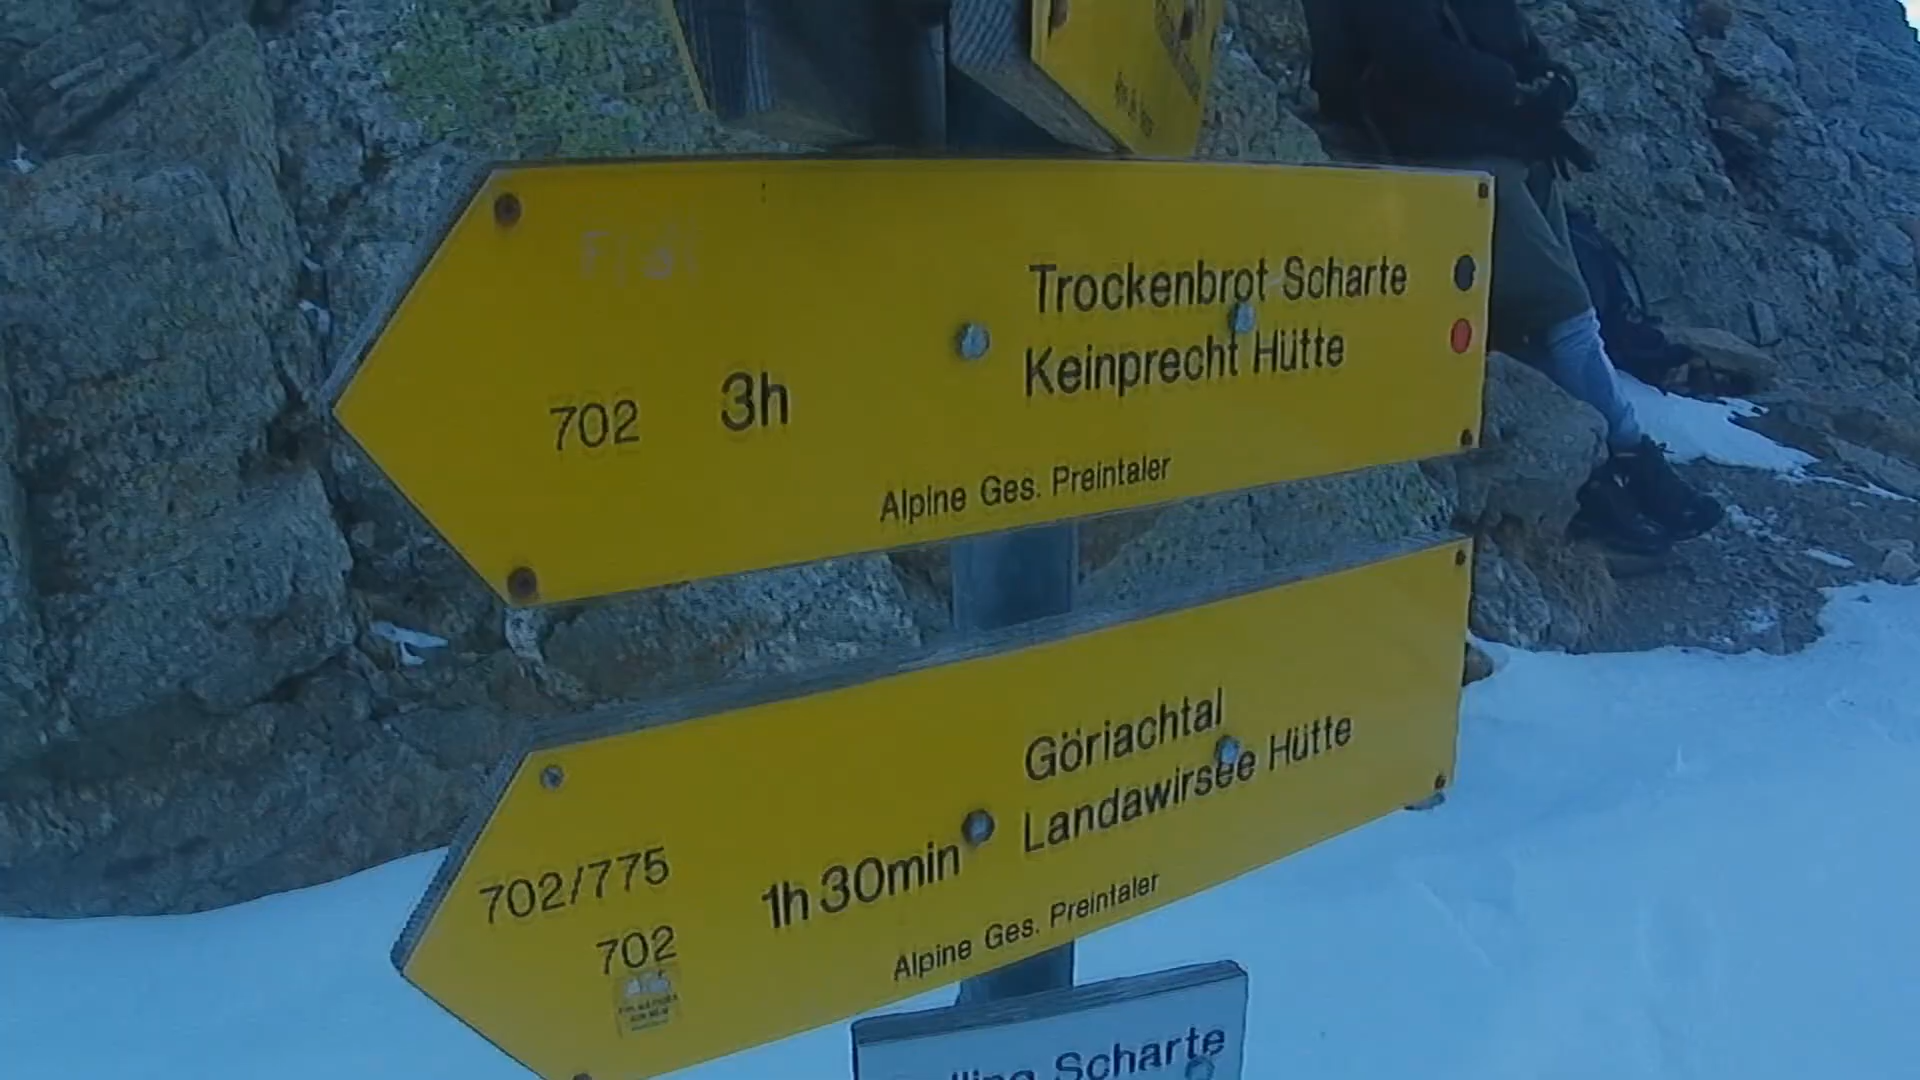 Trockenbrot Scharte
Keinprecht Hütte
702 3h
Alpine Ges. Preintaler
Göriachtal
Landawirsee Hütte
702/775
1h 30min
702
Alpine Ges. Preintaler
Scharte